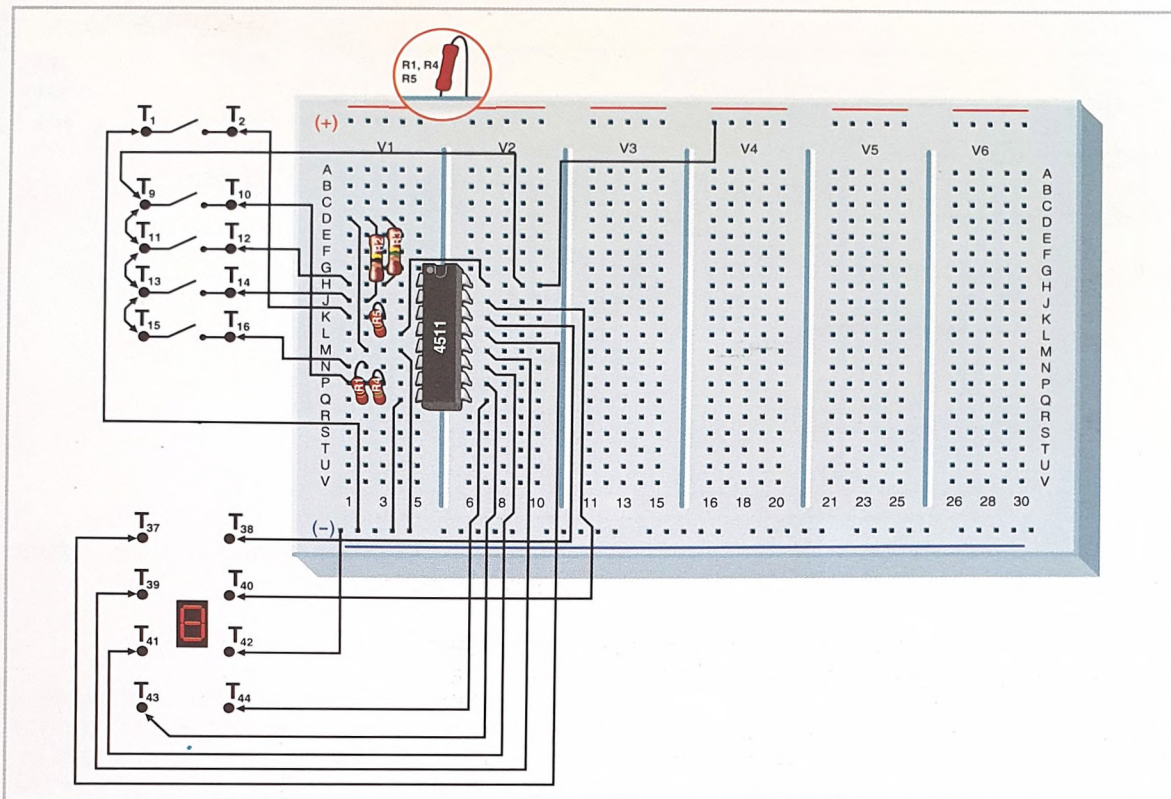 R1, R4
R5
T1 T2
(+)
V1 V2 V3 V4 V5 V6
A A
B B
C C
T9 T10
D D
E R2 R3 E
T11 T12
F F
G G
H H
T13 T14
J J
K R5 K
4511
T15 T16
L L
M M
N N
P R1 R4 P
Q Q
R R
S S
T T
U U
V V
1 3 5 6 8 10 11 13 15 16 18 20 21 23 25 26 28 30
(-)
T37 T38
T39 T40
8
T41 T42
T43 T44